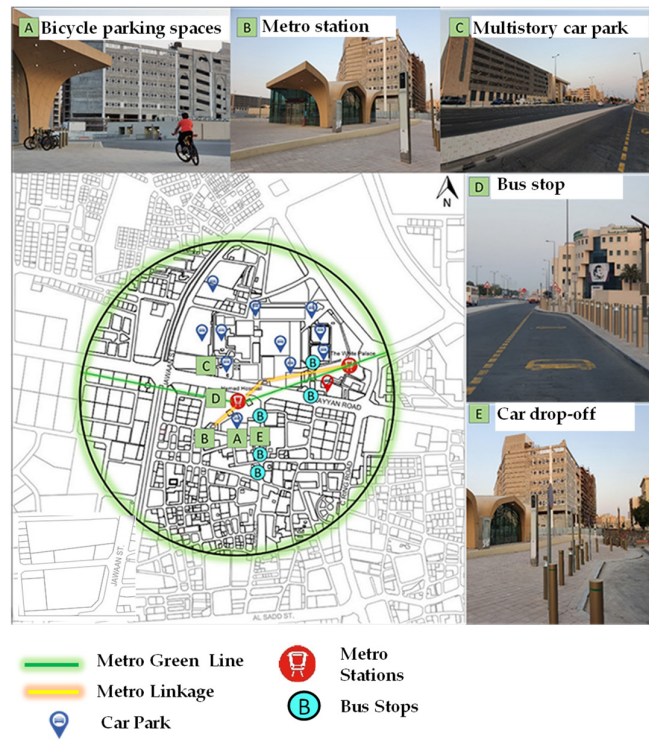 A Bicycle parking spaces
B Metro station
C Multistory car park
D Bus stop
E Car drop-off
N
The White Palace
C
B
Hamad Hospital
D
B
AYYAN ROAD
B
B A E
B
B
JAWAAN ST.
AL SADD ST.
Metro Green Line
Metro Linkage
Car Park
Metro
Stations
B Bus Stops